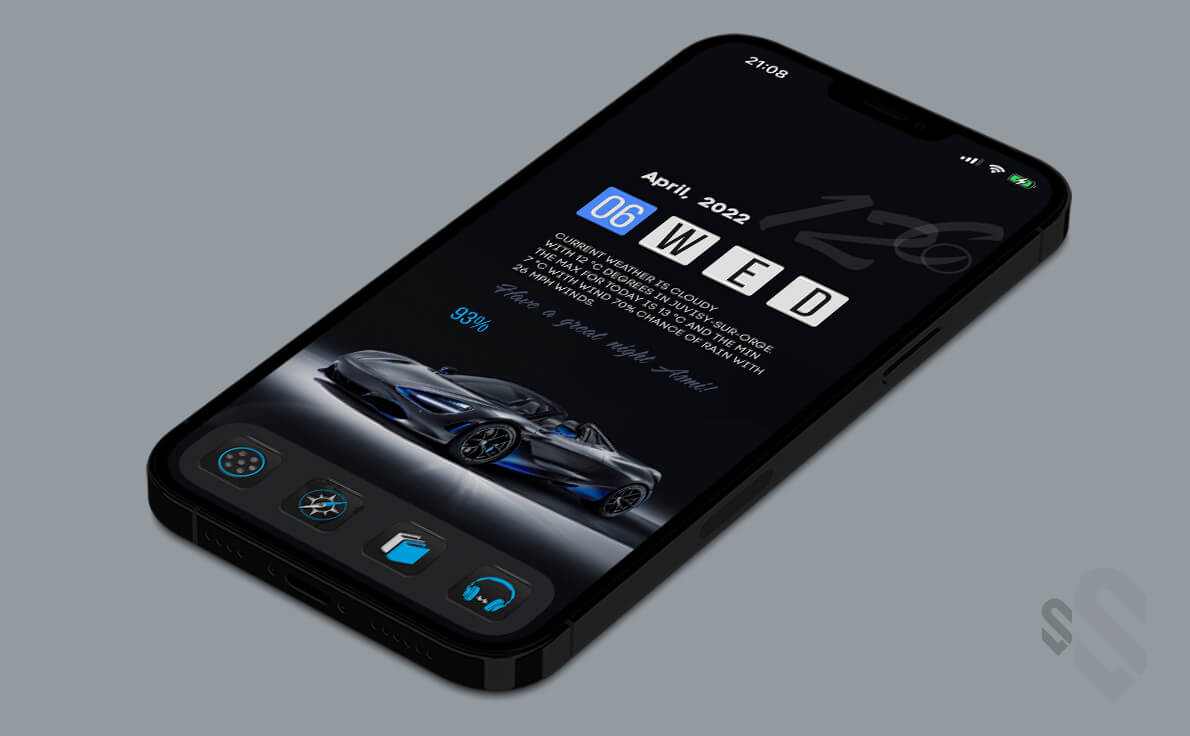 21:08
April, 2022
126
06 W E D
CURRENT WEATHER IS CLOUDY
WITH 12 °C DEGREES IN JUVISY-SUR-ORGE.
THE MAX FOR TODAY IS 13 °C AND THE MIN
7 °C WITH WIND 70% CHANCE OF RAIN WITH
26 MPH WINDS.
Have a great night Asmi!
93%